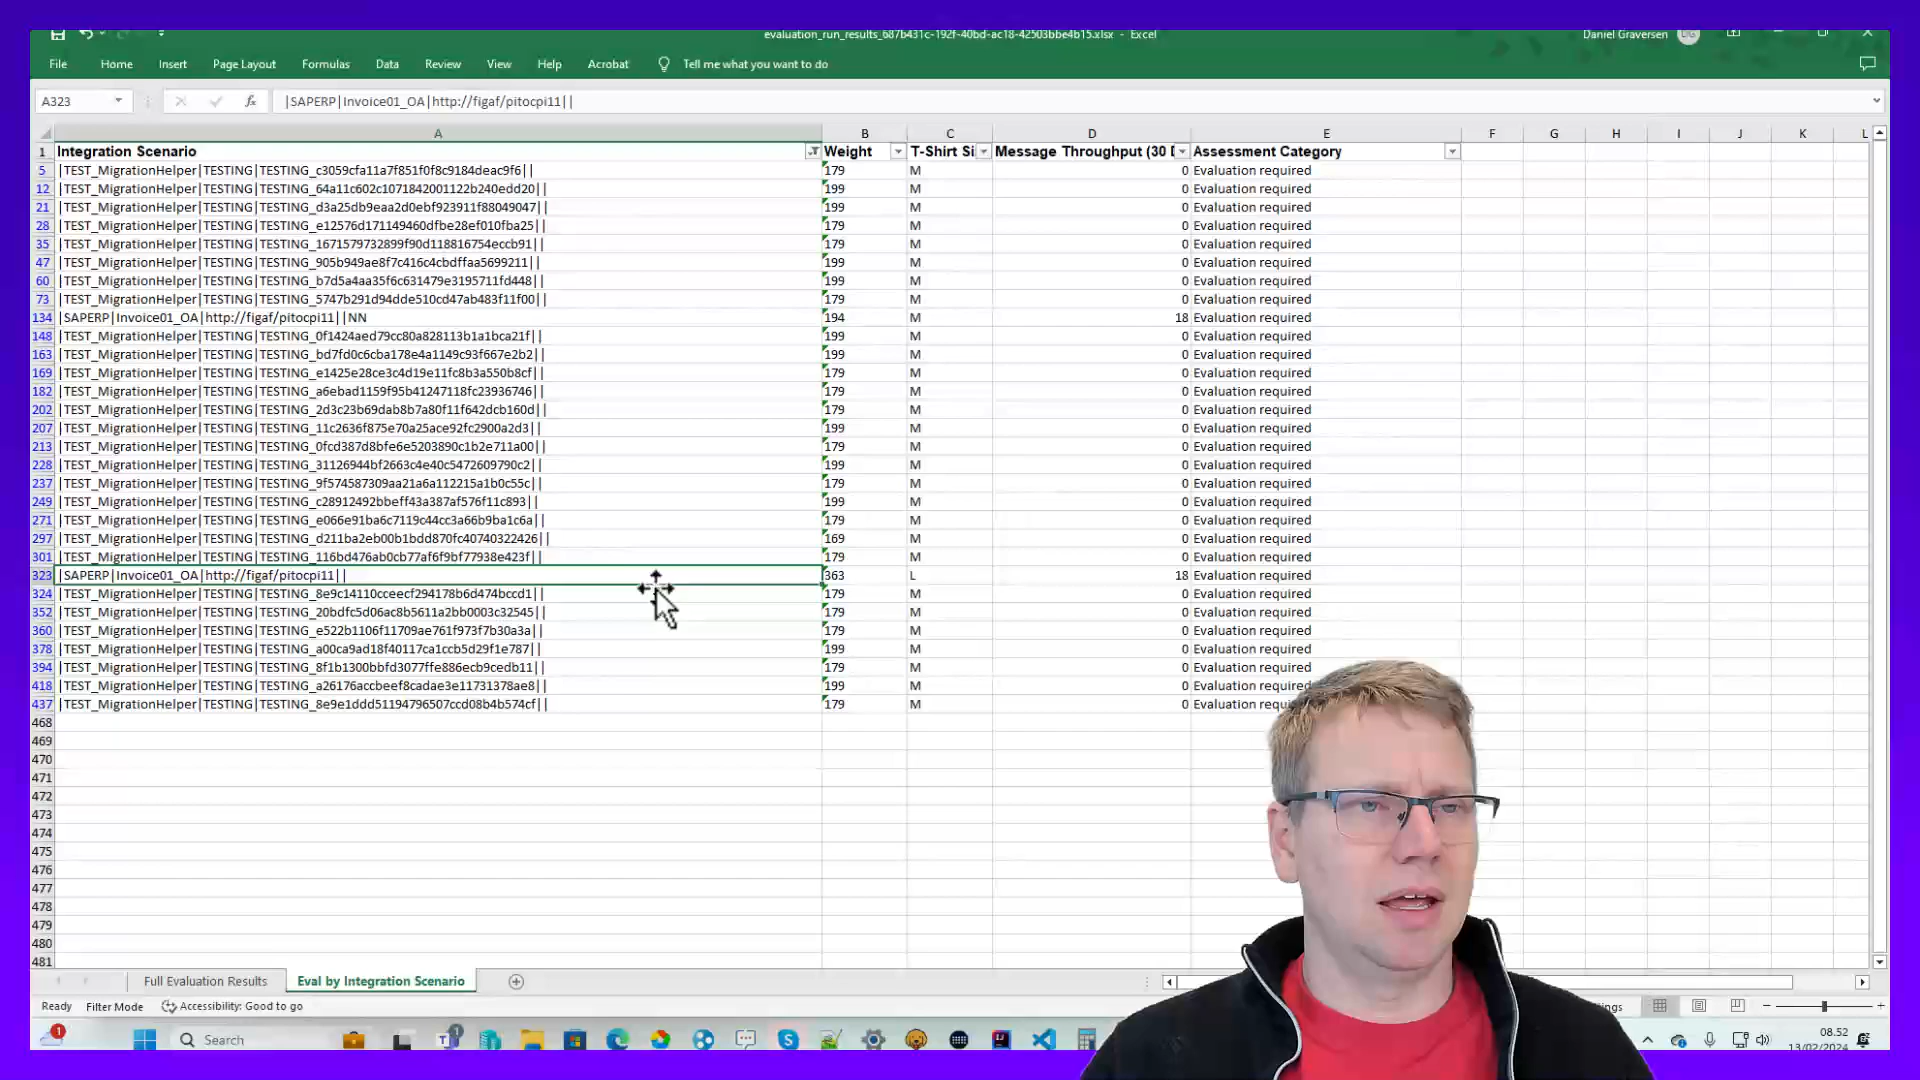 evaluation_run_results_687b431c-192f-40bd-ac18-42503bbe4b15.xlsx - Excel
Daniel Graversen
File Home Insert Page Layout Formulas Data Review View Help Acrobat Tell me what you want to do
A323 fx |SAPERP|Invoice01_OA|http://figaf/pitocpi11||
A B C D E F G H I J K L
1 Integration Scenario Weight T-Shirt Si Message Throughput (30 D Assessment Category
5 |TEST_MigrationHelper|TESTING|TESTING_c3059cfa11a7f851f0f8c9184deac9f6|| 179 M 0 Evaluation required
12 |TEST_MigrationHelper|TESTING|TESTING_64a11c602c1071842001122b240edd20|| 199 M 0 Evaluation required
21 |TEST_MigrationHelper|TESTING|TESTING_d3a25db9eaa2d0ebf923911f88049047|| 199 M 0 Evaluation required
28 |TEST_MigrationHelper|TESTING|TESTING_e12576d171149460dfbe28ef010fba25|| 179 M 0 Evaluation required
35 |TEST_MigrationHelper|TESTING|TESTING_1671579732899f90d118816754eccb91|| 179 M 0 Evaluation required
47 |TEST_MigrationHelper|TESTING|TESTING_905b949ae8f7c416c4cbdffaa5699211|| 179 M 0 Evaluation required
60 |TEST_MigrationHelper|TESTING|TESTING_b7d5a4aa35f6c631479e3195711fd448|| 199 M 0 Evaluation required
73 |TEST_MigrationHelper|TESTING|TESTING_5747b291d94dde510cd47ab483f11f00|| 179 M 0 Evaluation required
134 |SAPERP|Invoice01_OA|http://figaf/pitocpi11||NN 194 M 18 Evaluation required
148 |TEST_MigrationHelper|TESTING|TESTING_0f1424aed79cc80a828113b1a1bca21f|| 199 M 0 Evaluation required
163 |TEST_MigrationHelper|TESTING|TESTING_bd7fd0c6cba178e4a1149c93f667e2b2|| 199 M 0 Evaluation required
169 |TEST_MigrationHelper|TESTING|TESTING_e1425e28ce3c4d19e11fc8b3a550b8cf|| 179 M 0 Evaluation required
182 |TEST_MigrationHelper|TESTING|TESTING_a6ebad1159f95b41247118fc23936746|| 179 M 0 Evaluation required
202 |TEST_MigrationHelper|TESTING|TESTING_2d3c23b69dab8b7a80f11f642dcb160d|| 179 M 0 Evaluation required
207 |TEST_MigrationHelper|TESTING|TESTING_11c2636f875e70a25ace92fc2900a2d3|| 199 M 0 Evaluation required
213 |TEST_MigrationHelper|TESTING|TESTING_0fcd387d8bfe6e5203890c1b2e711a00|| 179 M 0 Evaluation required
228 |TEST_MigrationHelper|TESTING|TESTING_31126944bf2663c4e40c5472609790c2|| 199 M 0 Evaluation required
237 |TEST_MigrationHelper|TESTING|TESTING_9f574587309aa21a6a112215a1b0c55c|| 179 M 0 Evaluation required
249 |TEST_MigrationHelper|TESTING|TESTING_c28912492bbeff43a387af576f11c893|| 199 M 0 Evaluation required
271 |TEST_MigrationHelper|TESTING|TESTING_e066e91ba6c7119c44cc3a66b9ba1c6a|| 179 M 0 Evaluation required
297 |TEST_MigrationHelper|TESTING|TESTING_d211ba2eb00b1bdd870fc40740322426|| 169 M 0 Evaluation required
301 |TEST_MigrationHelper|TESTING|TESTING_116bd476ab0cb77af6f9bf77938e423f|| 179 M 0 Evaluation required
323 |SAPERP|Invoice01_OA|http://figaf/pitocpi11|| 363 L 18 Evaluation required
324 |TEST_MigrationHelper|TESTING|TESTING_8e9c14110cceecf294178b6d474bccd1|| 179 M 0 Evaluation required
352 |TEST_MigrationHelper|TESTING|TESTING_20bdfc5d06ac8b5611a2bb0003c32545|| 179 M 0 Evaluation required
360 |TEST_MigrationHelper|TESTING|TESTING_e522b1106f11709ae761f973f7b30a3a|| 179 M 0 Evaluation required
378 |TEST_MigrationHelper|TESTING|TESTING_a00ca9ad18f40117ca1ccb5d29f1e787|| 199 M 0 Evaluation required
394 |TEST_MigrationHelper|TESTING|TESTING_8f1b1300bbfd3077ffe886ecb9cedb11|| 179 M 0 Evaluation required
418 |TEST_MigrationHelper|TESTING|TESTING_a26176accbeef8cadae3e11731378ae8|| 199 M 0 Evaluation required
437 |TEST_MigrationHelper|TESTING|TESTING_8e9e1ddd51194796507ccd08b4b574cf|| 179 M 0 Evaluation
468
469
470
471
472
473
474
475
476
477
478
479
480
481
Full Evaluation Results Eval by Integration Scenario
Ready Filter Mode Accessibility: Good to go
1 Search 1 08.52
13/02/2024